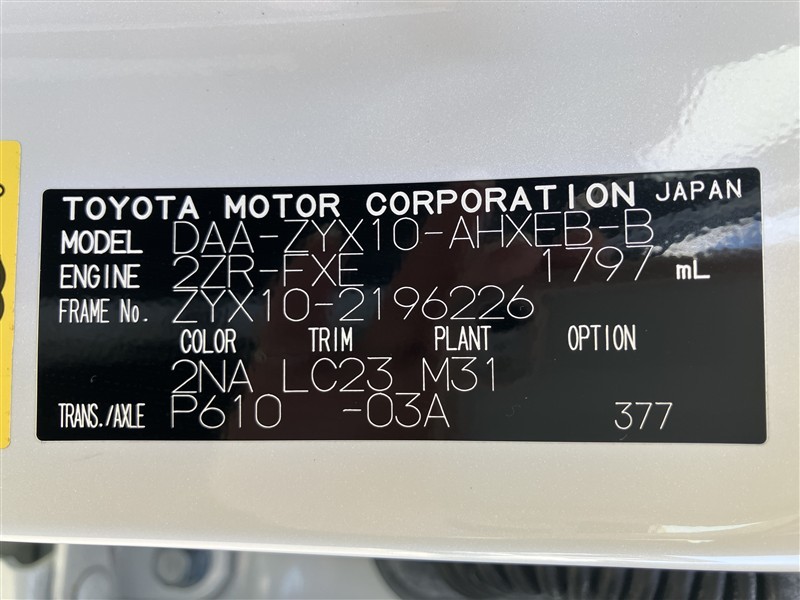 TOYOTA MOTOR CORPORATION JAPAN
MODEL DAA-ZYX10-AHXEB-B
ENGINE 2ZR-FXE 1797 mL
FRAME No. ZYX10-2196226
COLOR TRIM PLANT OPTION
2NA LC23 M31
TRANS./AXLE P610 -03A 377